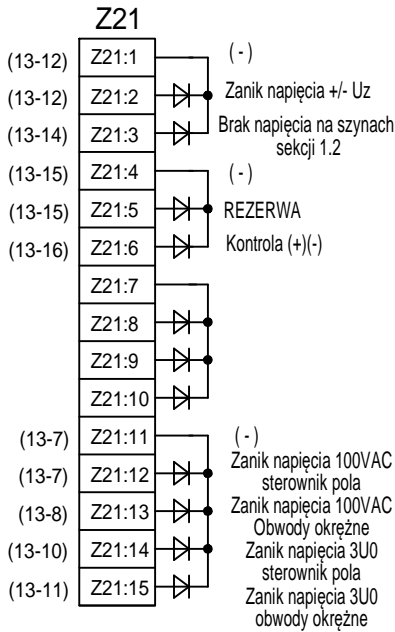 Z21
(13-12) Z21:1 (-)
(13-12) Z21:2 Zanik napięcia +/- Uz
(13-14) Z21:3 Brak napięcia na szynach
sekcji 1.2
(13-15) Z21:4 (-)
(13-15) Z21:5 REZERWA
(13-16) Z21:6 Kontrola (+)(-)
Z21:7
Z21:8
Z21:9
Z21:10
(13-7) Z21:11 (-)
(13-7) Z21:12 Zanik napięcia 100VAC
sterownik pola
(13-8) Z21:13 Zanik napięcia 100VAC
Obwody okrężne
(13-10) Z21:14 Zanik napięcia 3U0
sterownik pola
(13-11) Z21:15 Zanik napięcia 3U0
obwody okrężne